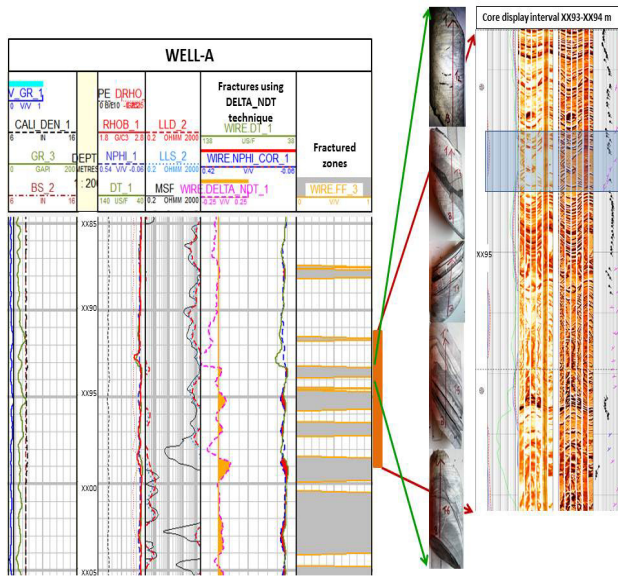 Core display interval XX93-XX94 m
WELL-A
V_GR_1
0 V/V 1
CALI_DEN_1
6 IN 16
GR_3
0 GAPI 200
BS_2
6 IN 16
DEPT
METRES
PE DRHO
RHOB_1
1.8 G/C3 2.8
NPHI_1
0.54 V/V -0.06
DT_1
140 US/F 40
LLD_2
0.2 OHMM 2000
LLS_2
0.2 OHMM 2000
MSF
0.2 OHMM 2000
Fractures using
DELTA_NDT
technique
WIRE.DT_1
138 US/F 38
WIRE.NPHI_COR_1
0.42 V/V -0.06
WIRE.DELTA_NDT_1
-0.25 V/V 0.25
Fractured
zones
WIRE.FF_3
0 V/V 1
XX85
XX90
XX95
XX00
XX05
XX95